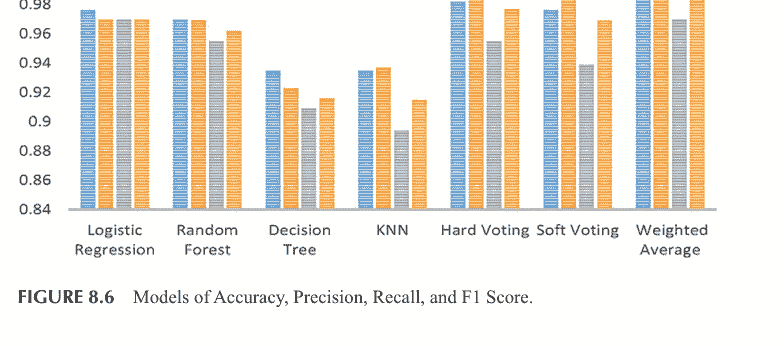 0.98
0.96
0.94
0.92
0.9
0.88
0.86
0.84
Logistic Regression
Random Forest
Decision Tree
KNN
Hard Voting
Soft Voting
Weighted Average
FIGURE 8.6 Models of Accuracy, Precision, Recall, and F1 Score.